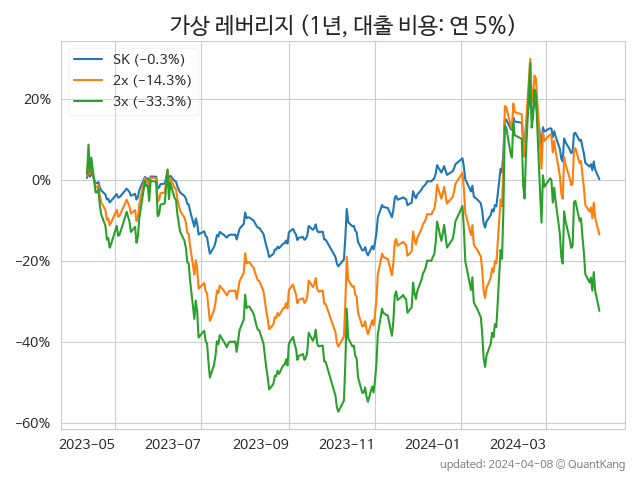 가상 레버리지 (1년, 대출 비용: 연 5%)
SK (−0.3%)
2x (−14.3%)
3x (−33.3%)
20%
0%
−20%
−40%
−60%
2023-05
2023-07
2023-09
2023-11
2024-01
2024-03
updated: 2024-04-08 © QuantKang